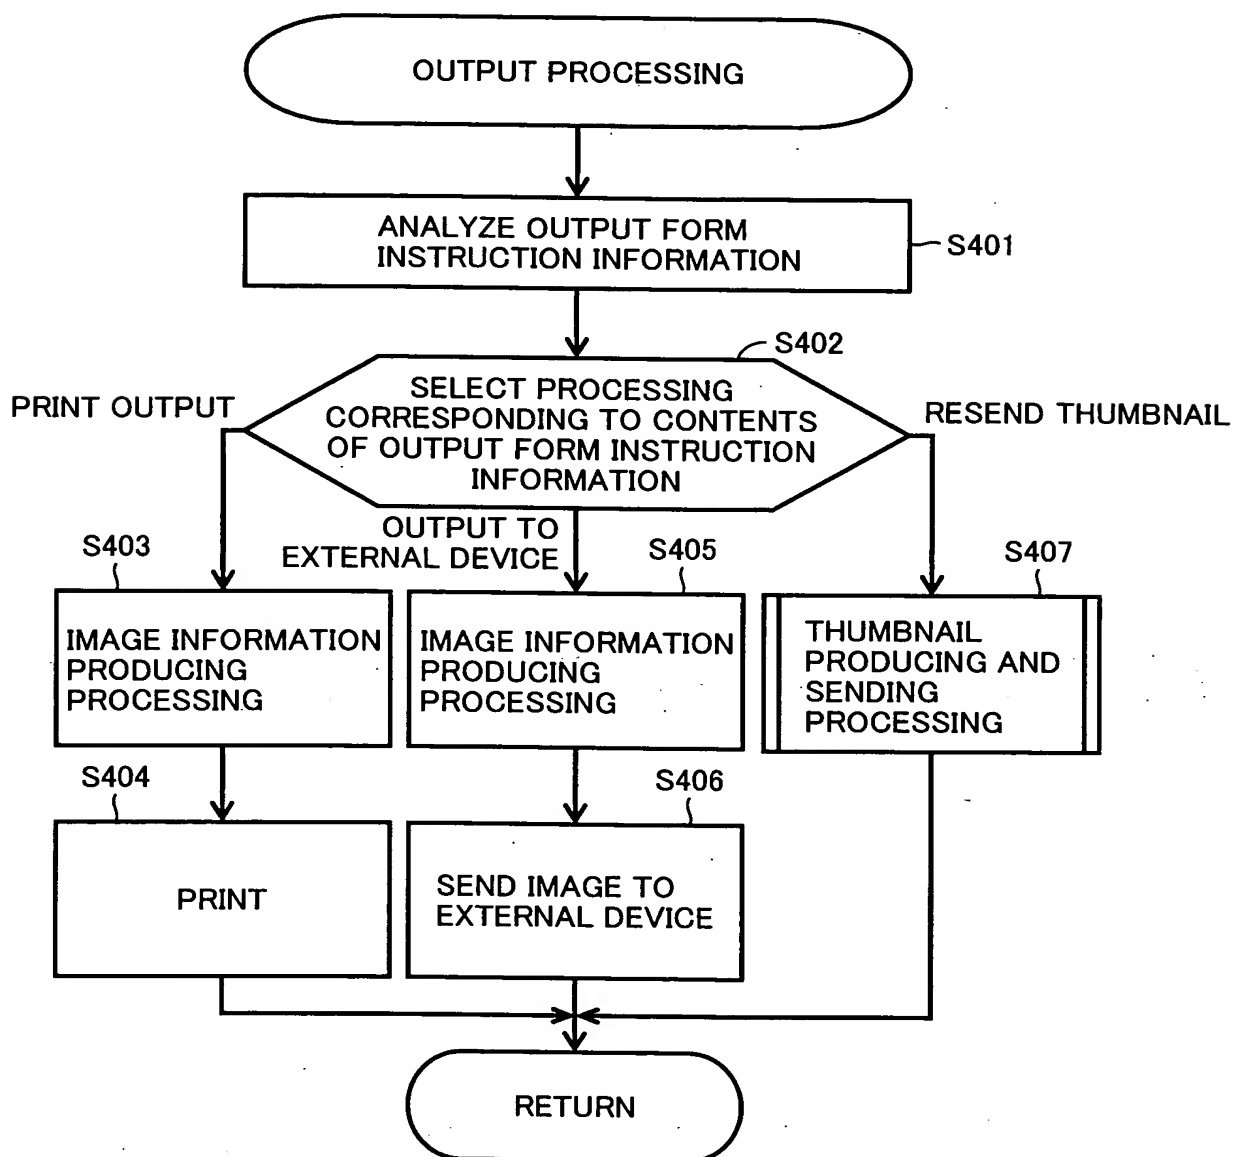 OUTPUT PROCESSING
ANALYZE OUTPUT FORM
INSTRUCTION INFORMATION
S401
S402
SELECT PROCESSING
CORRESPONDING TO CONTENTS
OF OUTPUT FORM INSTRUCTION
INFORMATION
PRINT OUTPUT
RESEND THUMBNAIL
OUTPUT TO
EXTERNAL DEVICE
S403
IMAGE INFORMATION
PRODUCING
PROCESSING
S405
IMAGE INFORMATION
PRODUCING
PROCESSING
S407
THUMBNAIL
PRODUCING AND
SENDING
PROCESSING
S404
PRINT
S406
SEND IMAGE TO
EXTERNAL DEVICE
RETURN